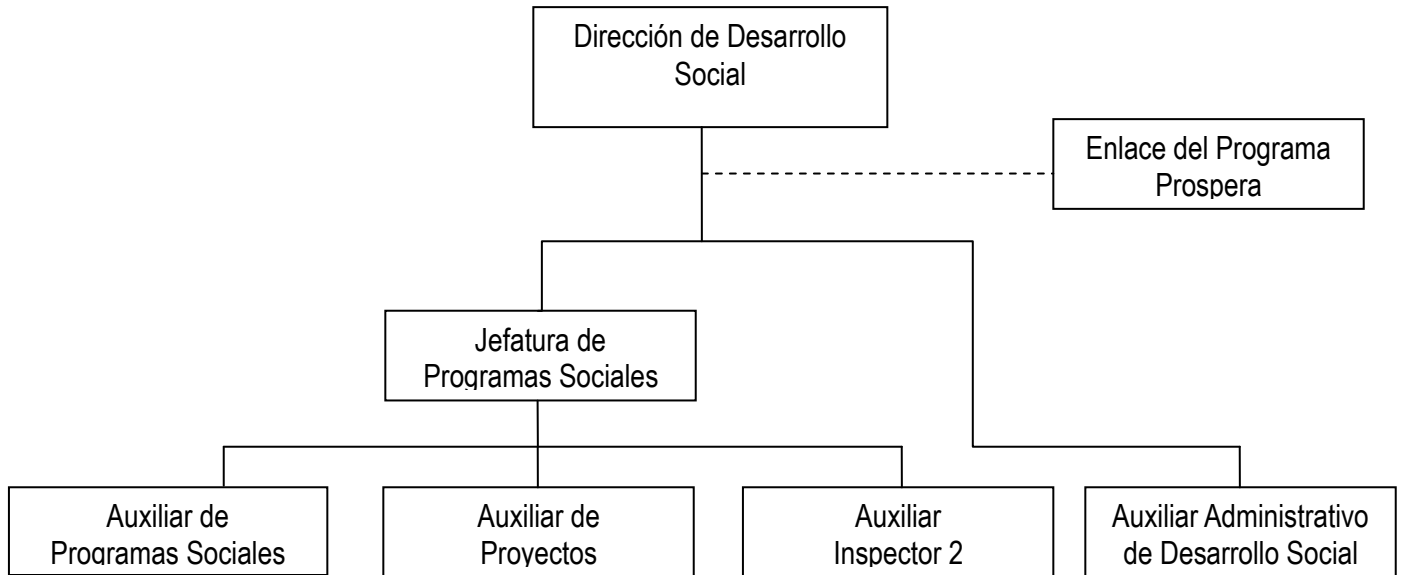 Dirección de Desarrollo
Social
Enlace del Programa
Prospera
Jefatura de
Programas Sociales
Auxiliar de
Programas Sociales
Auxiliar de
Proyectos
Auxiliar
Inspector 2
Auxiliar Administrativo
de Desarrollo Social